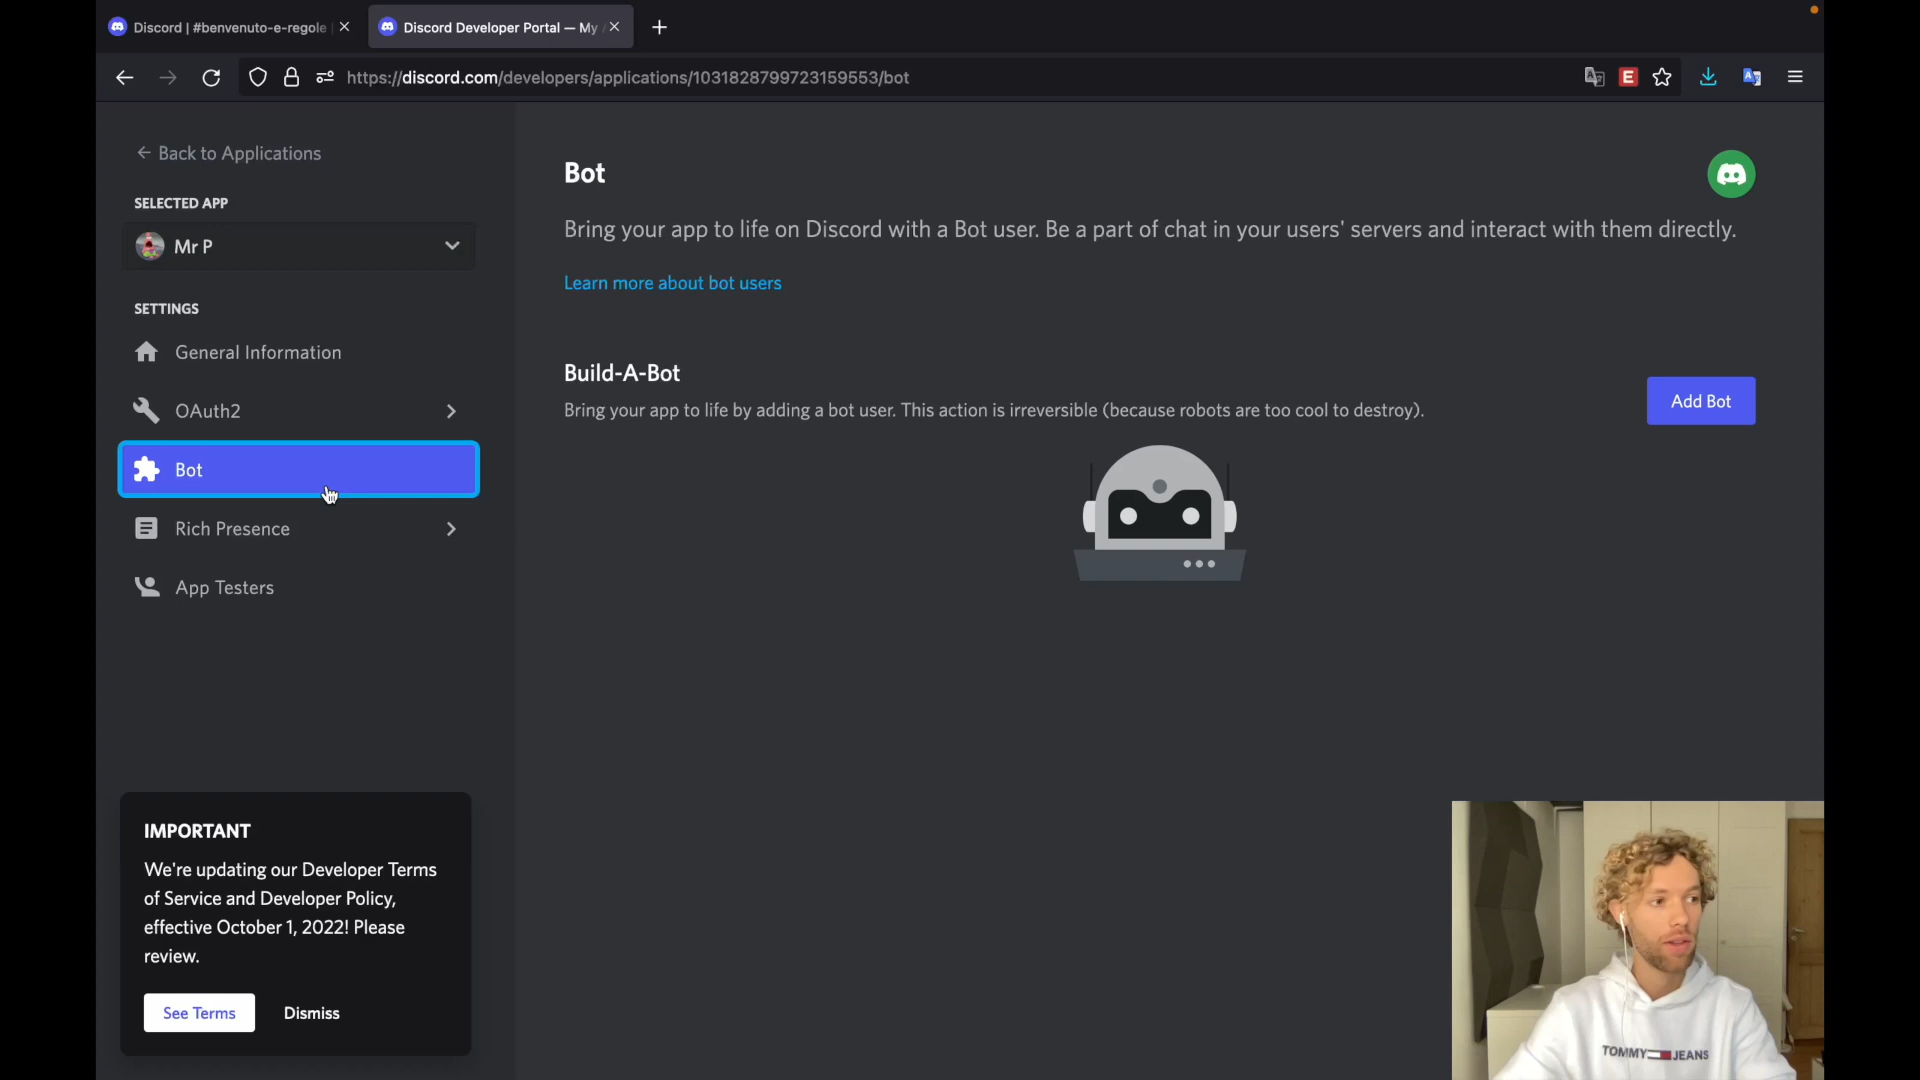 Discord | #benvenuto-e-regole
Discord Developer Portal — My
https://discord.com/developers/applications/1031828799723159553/bot
E
Back to Applications
SELECTED APP
Mr P
SETTINGS
General Information
OAuth2
Bot
Rich Presence
App Testers
IMPORTANT
We're updating our Developer Terms
of Service and Developer Policy,
effective October 1, 2022! Please
review.
See Terms
Dismiss
Bot
Bring your app to life on Discord with a Bot user. Be a part of chat in your users' servers and interact with them directly.
Learn more about bot users
Build-A-Bot
Bring your app to life by adding a bot user. This action is irreversible (because robots are too cool to destroy).
Add Bot
TOMMY JEANS